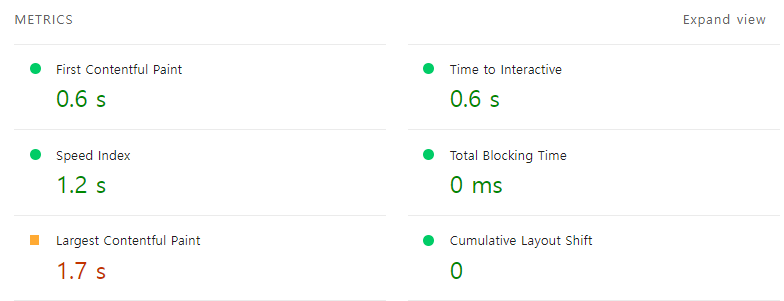 METRICS
Expand view
First Contentful Paint
0.6 s
Time to Interactive
0.6 s
Speed Index
1.2 s
Total Blocking Time
0 ms
Largest Contentful Paint
1.7 s
Cumulative Layout Shift
0